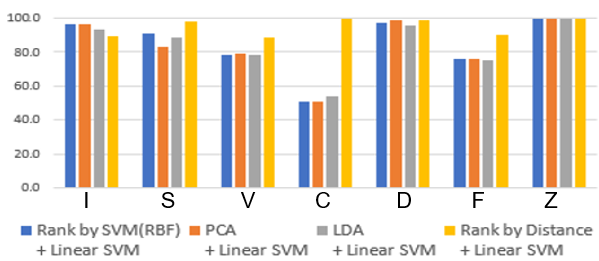 100.0
80.0
60.0
40.0
20.0
0.0
I S V C D F Z
Rank by SVM(RBF) + Linear SVM
PCA + Linear SVM
LDA + Linear SVM
Rank by Distance + Linear SVM